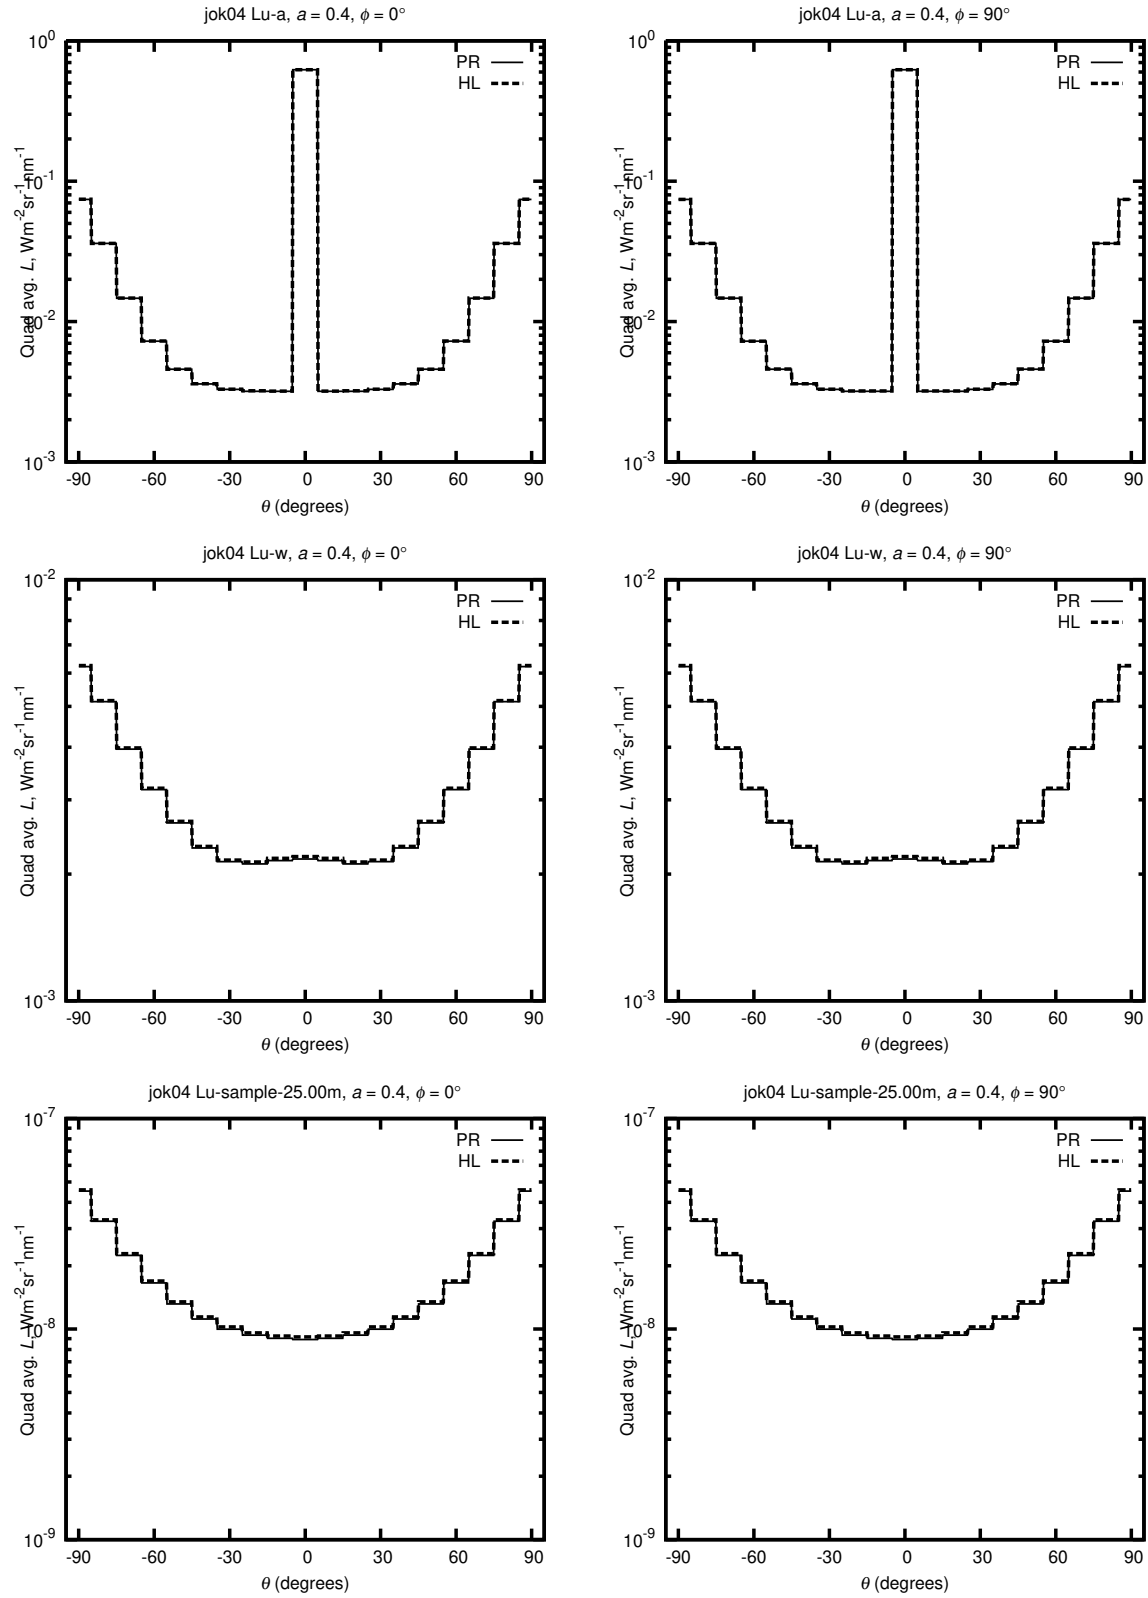 jok04 Lu-a, a = 0.4, ϕ = 0°
10⁰
PR
HL
10⁻¹
Quad avg. L, Wm⁻²sr⁻¹nm⁻¹
10⁻²
10⁻³
-90 -60 -30 0 30 60 90
θ (degrees)
jok04 Lu-a, a = 0.4, ϕ = 90°
10⁰
PR
HL
10⁻¹
Quad avg. L, Wm⁻²sr⁻¹nm⁻¹
10⁻²
10⁻³
-90 -60 -30 0 30 60 90
θ (degrees)
jok04 Lu-w, a = 0.4, ϕ = 0°
10⁻²
PR
HL
Quad avg. L, Wm⁻²sr⁻¹nm⁻¹
10⁻³
-90 -60 -30 0 30 60 90
θ (degrees)
jok04 Lu-w, a = 0.4, ϕ = 90°
10⁻²
PR
HL
Quad avg. L, Wm⁻²sr⁻¹nm⁻¹
10⁻³
-90 -60 -30 0 30 60 90
θ (degrees)
jok04 Lu-sample-25.00m, a = 0.4, ϕ = 0°
10⁻⁷
PR
HL
Quad avg. L, Wm⁻²sr⁻¹nm⁻¹
10⁻⁸
10⁻⁹
-90 -60 -30 0 30 60 90
θ (degrees)
jok04 Lu-sample-25.00m, a = 0.4, ϕ = 90°
10⁻⁷
PR
HL
Quad avg. L, Wm⁻²sr⁻¹nm⁻¹
10⁻⁸
10⁻⁹
-90 -60 -30 0 30 60 90
θ (degrees)